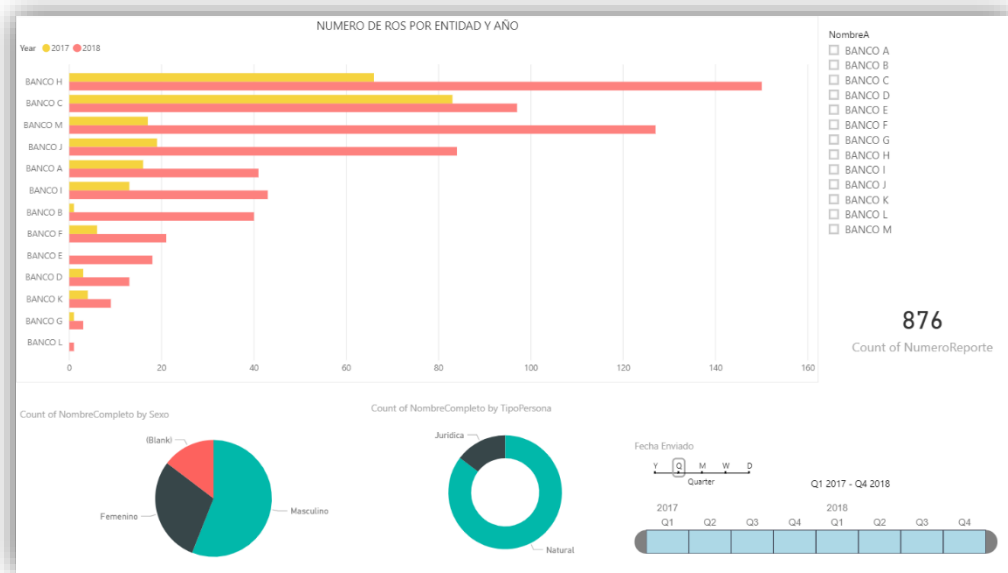 NUMERO DE ROS POR ENTIDAD Y AÑO
Year 2017 2018
BANCO H
BANCO C
BANCO M
BANCO J
BANCO A
BANCO I
BANCO B
BANCO F
BANCO E
BANCO D
BANCO K
BANCO G
BANCO L
0 20 40 60 80 100 120 140 160
NombreA
BANCO A
BANCO B
BANCO C
BANCO D
BANCO E
BANCO F
BANCO G
BANCO H
BANCO I
BANCO J
BANCO K
BANCO L
BANCO M
876
Count of NumeroReporte
Count of NombreCompleto by Sexo
(Blank)
Femenino
Masculino
Count of NombreCompleto by TipoPersona
Juridica
Natural
Fecha Enviado
Y Q M W D
Quarter
Q1 2017 - Q4 2018
2017 2018
Q1 Q2 Q3 Q4 Q1 Q2 Q3 Q4